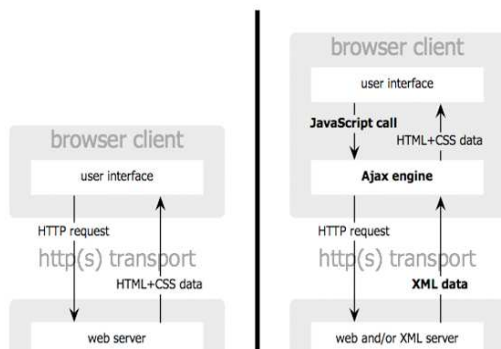 browser client
user interface
HTTP request
http(s) transport
HTML+CSS data
web server
browser client
user interface
JavaScript call
HTML+CSS data
Ajax engine
HTTP request
http(s) transport
XML data
web and/or XML server